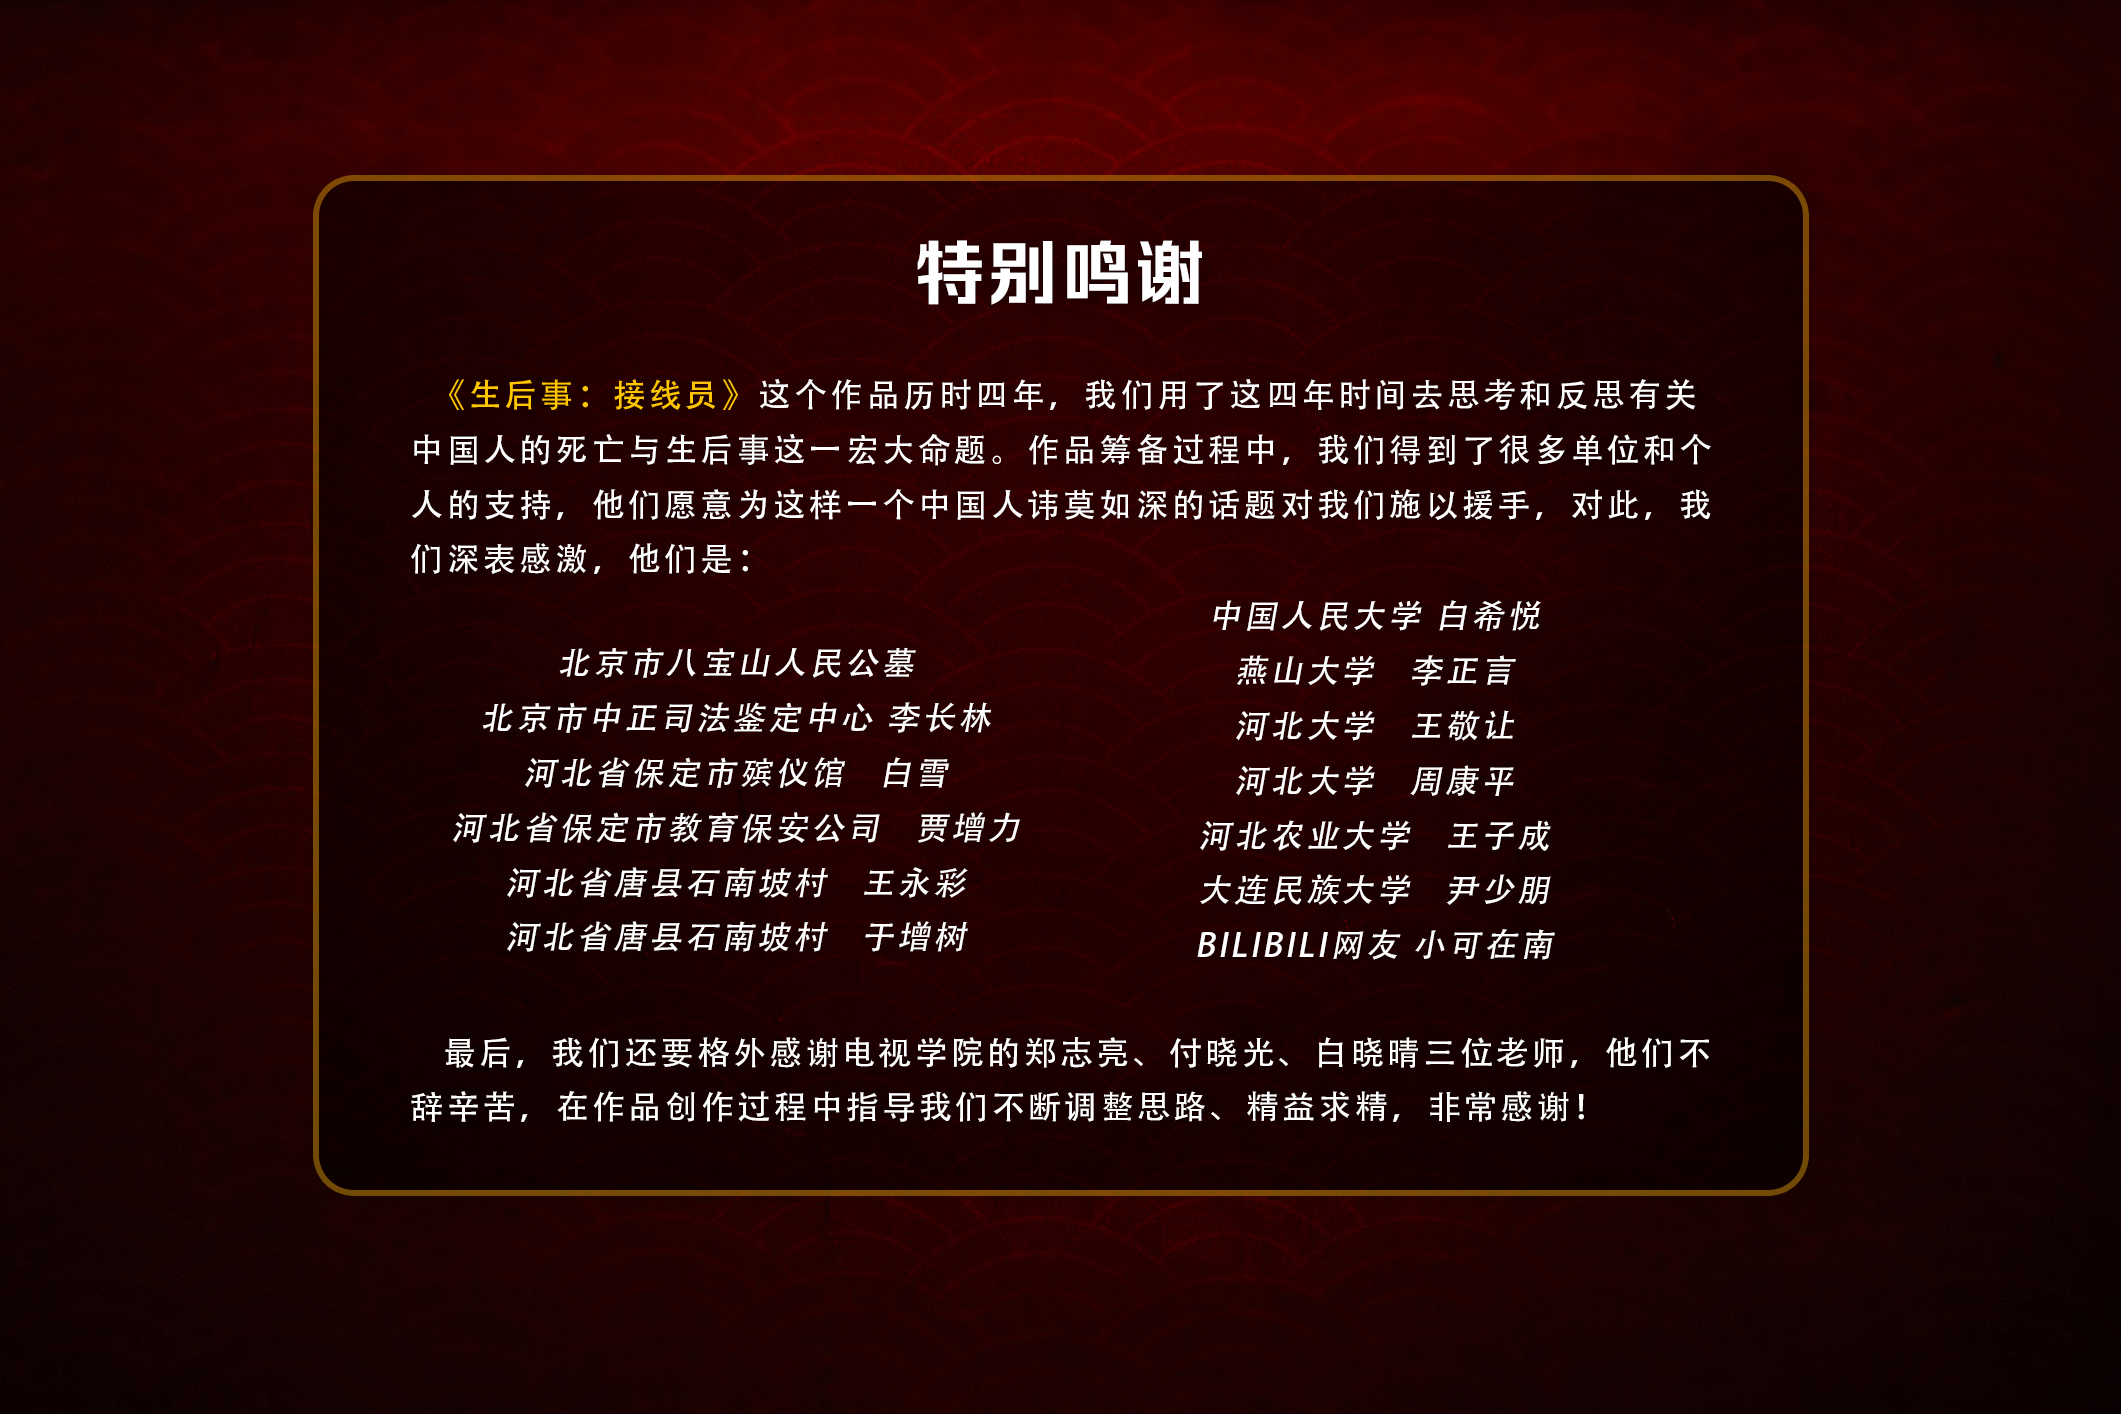 特别鸣谢
《生后事：接线员》这个作品历时四年，我们用了这四年时间去思考和反思有关
中国人的死亡与生后事这一宏大命题。作品筹备过程中，我们得到了很多单位和个
人的支持，他们愿意为这样一个中国人讳莫如深的话题对我们施以援手，对此，我
们深表感激，他们是：
北京市八宝山人民公墓
北京市中正司法鉴定中心 李长林
河北省保定市殡仪馆 白雪
河北省保定市教育保安公司 贾增力
河北省唐县石南坡村 王永彩
河北省唐县石南坡村 于增树
中国人民大学 白希悦
燕山大学 李正言
河北大学 王敬让
河北大学 周康平
河北农业大学 王子成
大连民族大学 尹少朋
BILIBILI网友 小可在南
最后，我们还要格外感谢电视学院的郑志亮、付晓光、白晓晴三位老师，他们不
辞辛苦，在作品创作过程中指导我们不断调整思路、精益求精，非常感谢！